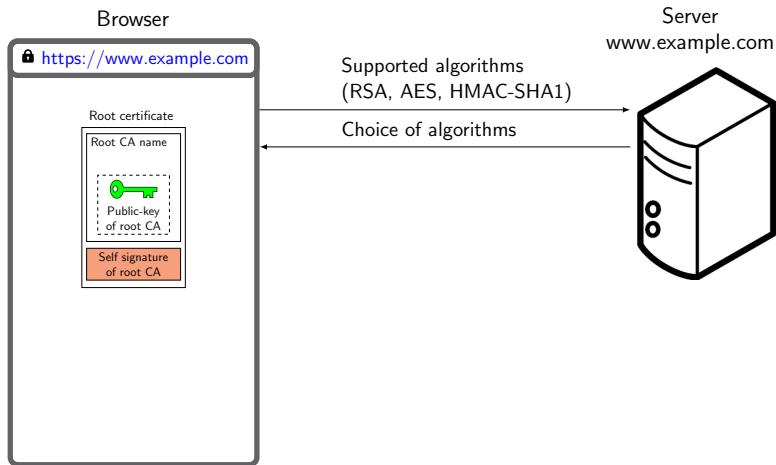 Browser
https://www.example.com
Root certificate
Root CA name
Public-key
of root CA
Self signature
of root CA
Supported algorithms
(RSA, AES, HMAC-SHA1)
Choice of algorithms
Server
www.example.com